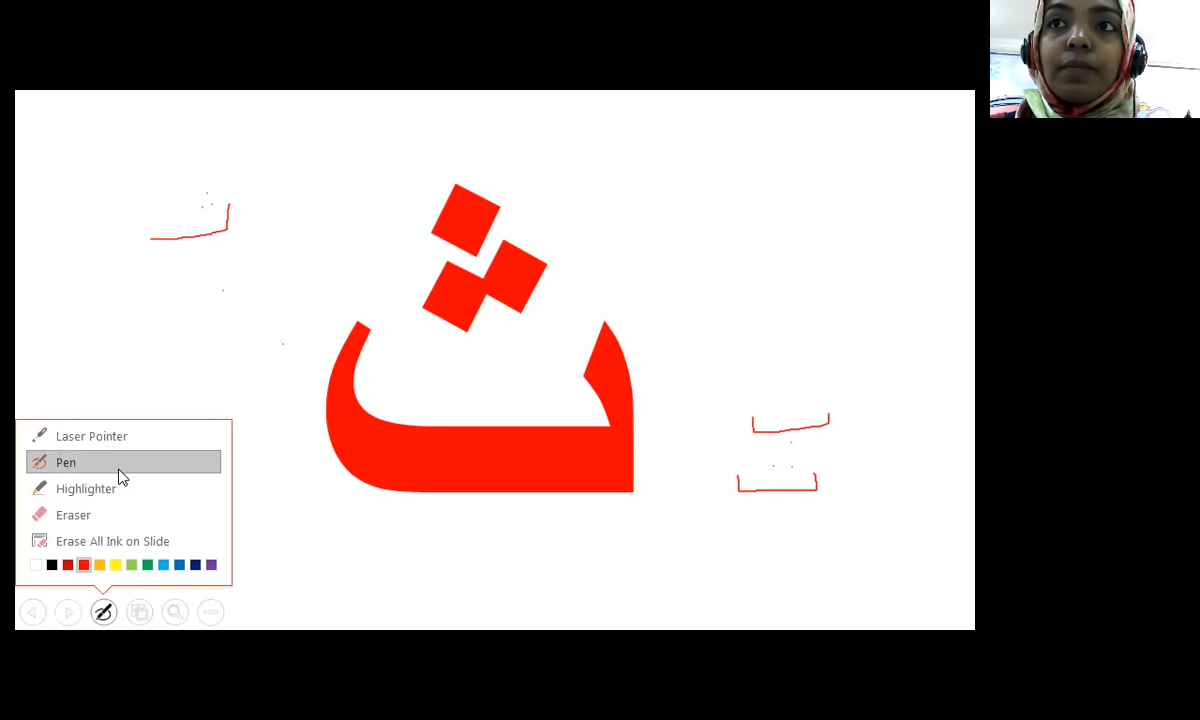 ث
Laser Pointer
Pen
Highlighter
Eraser
Erase All Ink on Slide